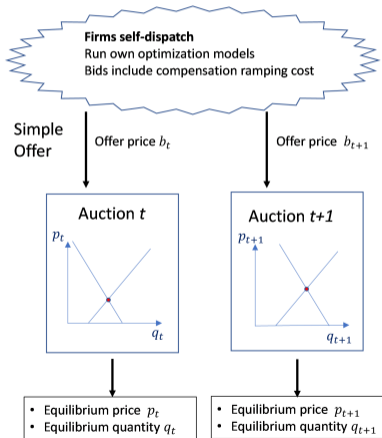 Firms self-dispatch
Run own optimization models
Bids include compensation ramping cost
Simple
Offer
Offer price b_t
Offer price b_{t+1}
Auction t
Auction t+1
p_t
p_{t+1}
q_t
q_{t+1}
• Equilibrium price p_t
• Equilibrium quantity q_t
• Equilibrium price p_{t+1}
• Equilibrium quantity q_{t+1}